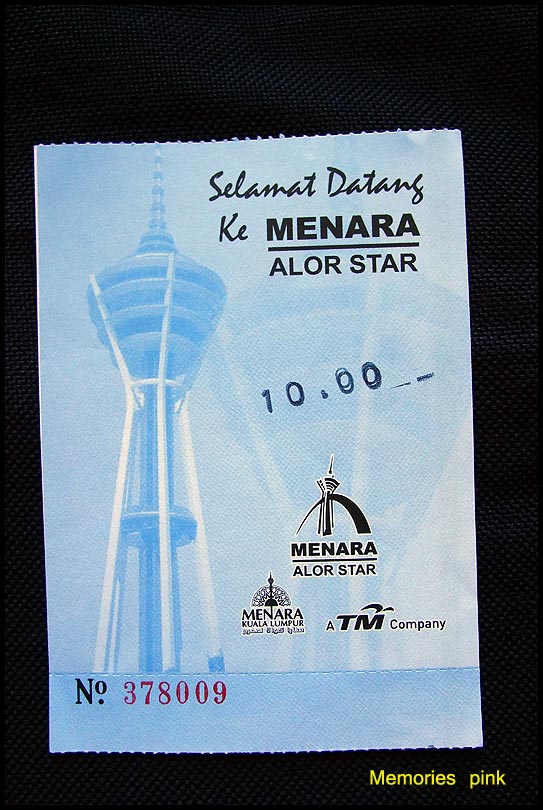 Selamat Datang
Ke MENARA
ALOR STAR
10.00
MENARA
ALOR STAR
MENARA
KUALA LUMPUR
A TM Company
Nº 378009
Memories pink